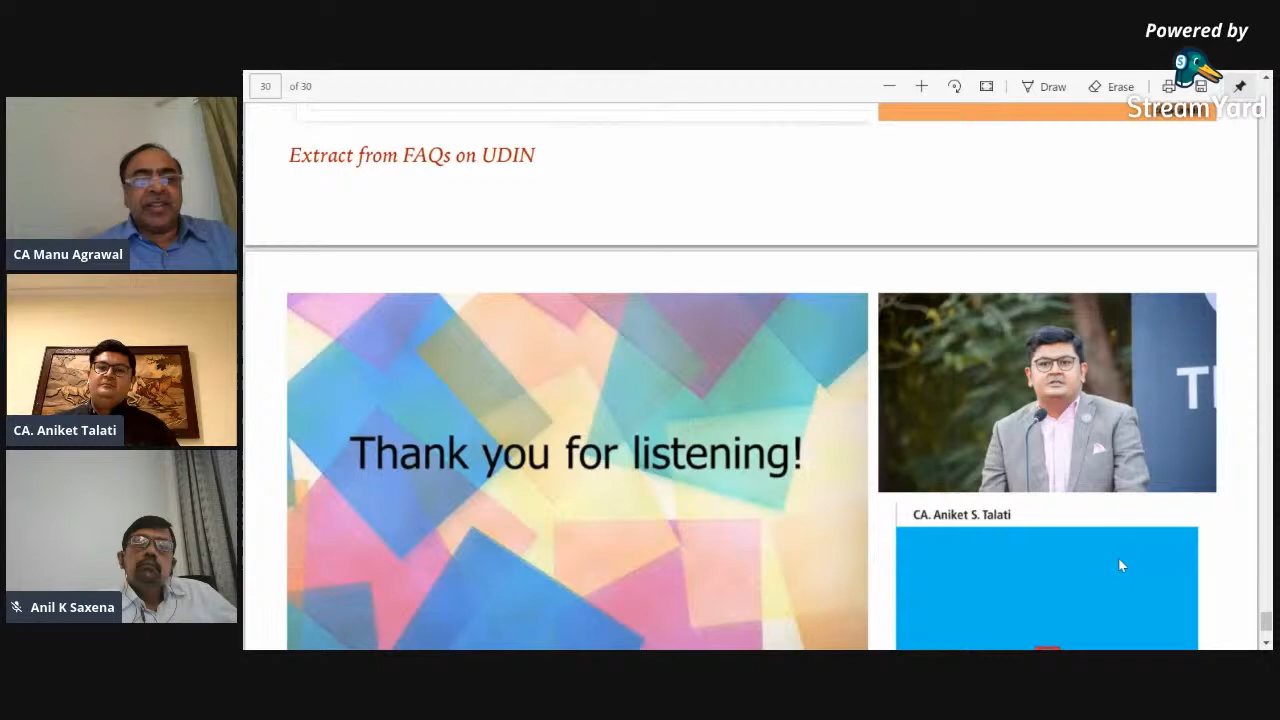 Powered by
StreamYard
30 of 30
Draw
Erase
Extract from FAQs on UDIN
CA Manu Agrawal
CA. Aniket Talati
Anil K Saxena
Thank you for listening!
CA. Aniket S. Talati